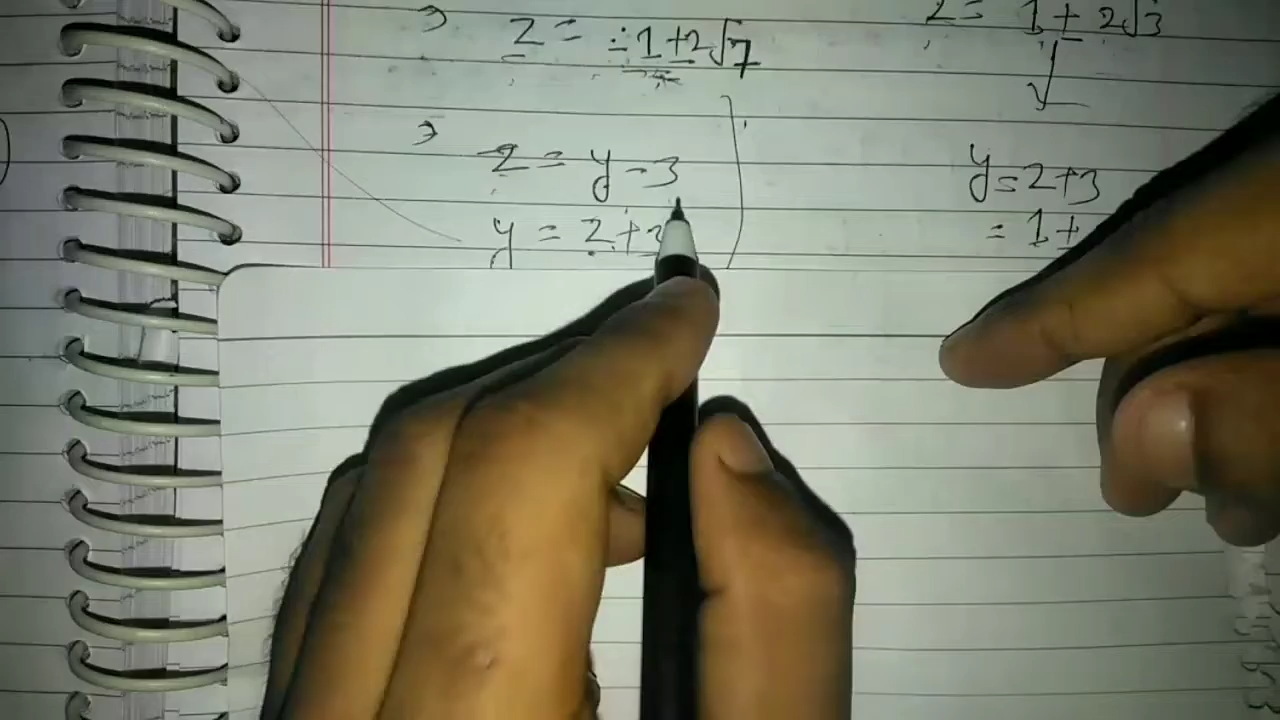 ⇒ z = -1 ± 2√7
z = 1 ± 2√3
⇒ z = y - 3
y = z + 3
y = z + 3
= 1 ±